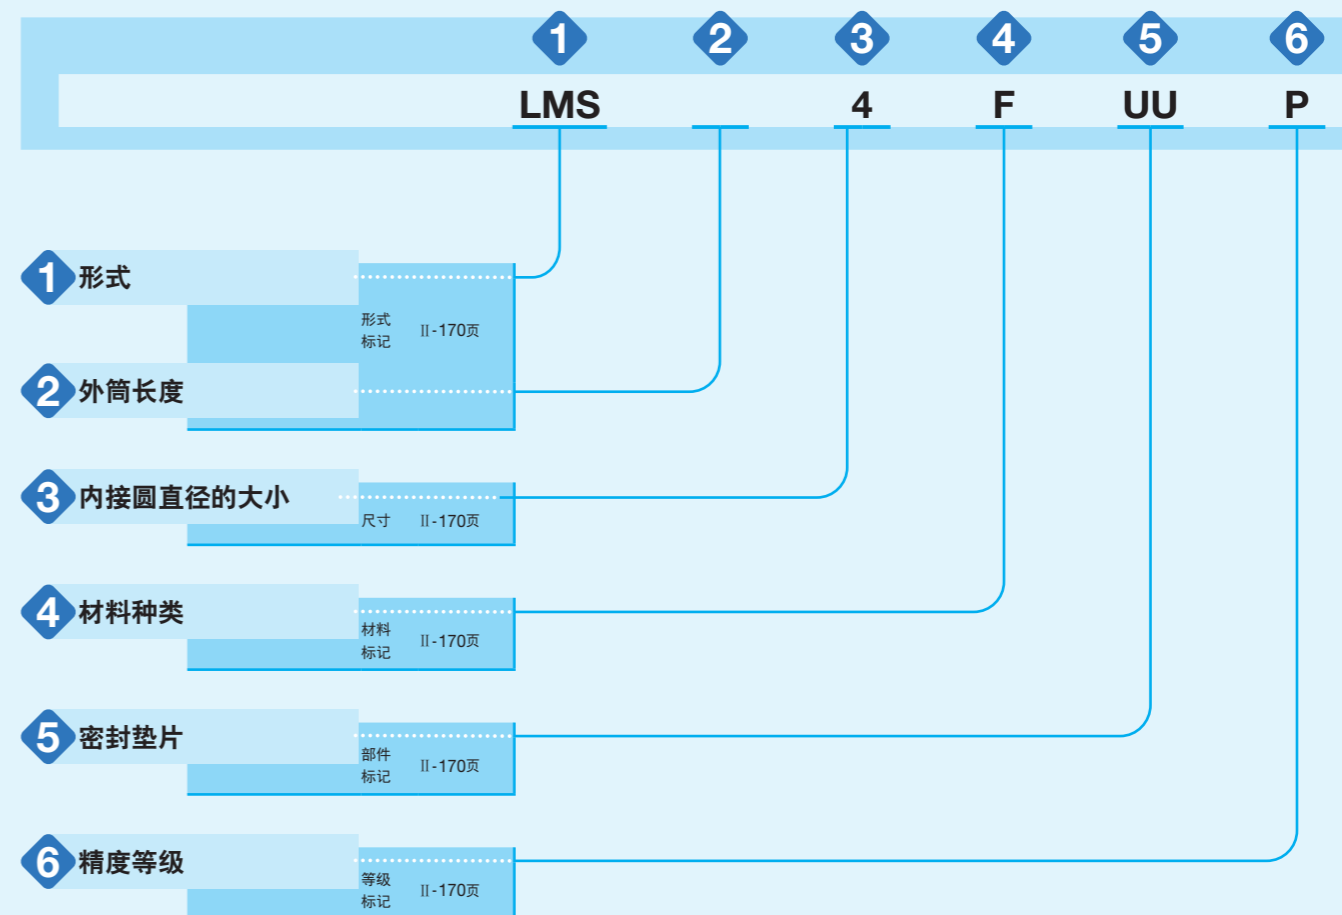 1 2 3 4 5 6
LMS 4 F UU P
1 形式
形式
标记 Ⅱ-170页
2 外筒长度
3 内接圆直径的大小
尺寸 Ⅱ-170页
4 材料种类
材料
标记 Ⅱ-170页
5 密封垫片
部件
标记 Ⅱ-170页
6 精度等级
等级
标记 Ⅱ-170页